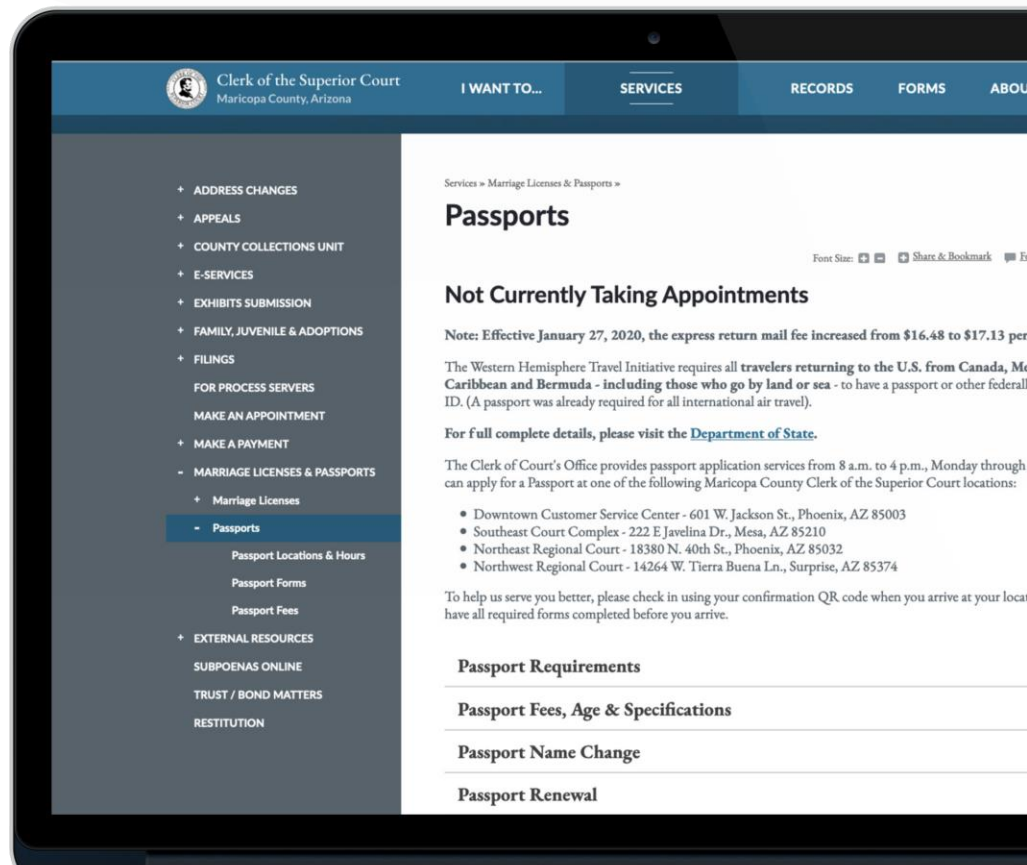 Clerk of the Superior Court
Maricopa County, Arizona
I WANT TO...
SERVICES
RECORDS
FORMS
+ ADDRESS CHANGES
+ APPEALS
+ COUNTY COLLECTIONS UNIT
+ E-SERVICES
+ EXHIBITS SUBMISSION
+ FAMILY, JUVENILE & ADOPTIONS
+ FILINGS
FOR PROCESS SERVERS
MAKE AN APPOINTMENT
+ MAKE A PAYMENT
- MARRIAGE LICENSES & PASSPORTS
+ Marriage Licenses
- Passports
Passport Locations & Hours
Passport Forms
Passport Fees
+ EXTERNAL RESOURCES
SUBPOENAS ONLINE
TRUST / BOND MATTERS
RESTITUTION
Services » Marriage Licenses & Passports »
Passports
Font Size: + - + Share & Bookmark
Not Currently Taking Appointments
Note: Effective January 27, 2020, the express return mail fee increased from $16.48 to $17.13 per
The Western Hemisphere Travel Initiative requires all travelers returning to the U.S. from Canada,
Caribbean and Bermuda - including those who go by land or sea - to have a passport or other
ID. (A passport was already required for all international air travel).
For full complete details, please visit the Department of State.
The Clerk of Court's Office provides passport application services from 8 a.m. to 4 p.m., Monday through
can apply for a Passport at one of the following Maricopa County Clerk of the Superior Court locations:
• Downtown Customer Service Center - 601 W. Jackson St., Phoenix, AZ 85003
• Southeast Court Complex - 222 E Javelina Dr., Mesa, AZ 85210
• Northeast Regional Court - 18380 N. 40th St., Phoenix, AZ 85032
• Northwest Regional Court - 14264 W. Tierra Buena Ln., Surprise, AZ 85374
To help us serve you better, please check in using your confirmation QR code when you arrive at your
have all required forms completed before you arrive.
Passport Requirements
Passport Fees, Age & Specifications
Passport Name Change
Passport Renewal